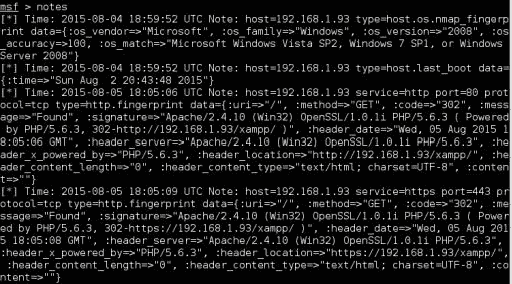 msf > notes
[*] Time: 2015-08-04 18:59:52 UTC Note: host=192.168.1.93 type=host.os.nmap_fingerp
rint data={:os_vendor=>"Microsoft", :os_family=>"Windows", :os_version=>"2008", :os
_accuracy=>100, :os_match=>"Microsoft Windows Vista SP2, Windows 7 SP1, or Windows
Server 2008"}
[*] Time: 2015-08-04 18:59:52 UTC Note: host=192.168.1.93 type=host.last_boot data=
{:time=>"Sun Aug  2 20:43:48 2015"}
[*] Time: 2015-08-05 18:05:06 UTC Note: host=192.168.1.93 service=http port=80 prot
ocol=tcp type=http.fingerprint data={:uri=>"/", :method=>"GET", :code=>"302", :mess
age=>"Found", :signature=>"Apache/2.4.10 (Win32) OpenSSL/1.0.1i PHP/5.6.3 ( Powered
 by PHP/5.6.3, 302-http://192.168.1.93/xampp/ )", :header_date=>"Wed, 05 Aug 2015 1
8:05:06 GMT", :header_server=>"Apache/2.4.10 (Win32) OpenSSL/1.0.1i PHP/5.6.3", :he
ader_x_powered_by=>"PHP/5.6.3", :header_location=>"http://192.168.1.93/xampp/", :he
ader_content_length=>"0", :header_content_type=>"text/html; charset=UTF-8", :conten
t=>""}
[*] Time: 2015-08-05 18:05:09 UTC Note: host=192.168.1.93 service=https port=443 pr
otocol=tcp type=http.fingerprint data={:uri=>"/", :method=>"GET", :code=>"302", :me
ssage=>"Found", :signature=>"Apache/2.4.10 (Win32) OpenSSL/1.0.1i PHP/5.6.3 ( Power
ed by PHP/5.6.3, 302-https://192.168.1.93/xampp/ )", :header_date=>"Wed, 05 Aug 201
5 18:05:08 GMT", :header_server=>"Apache/2.4.10 (Win32) OpenSSL/1.0.1i PHP/5.6.3",
:header_x_powered_by=>"PHP/5.6.3", :header_location=>"https://192.168.1.93/xampp/",
 :header_content_length=>"0", :header_content_type=>"text/html; charset=UTF-8", :co
ntent=>""}